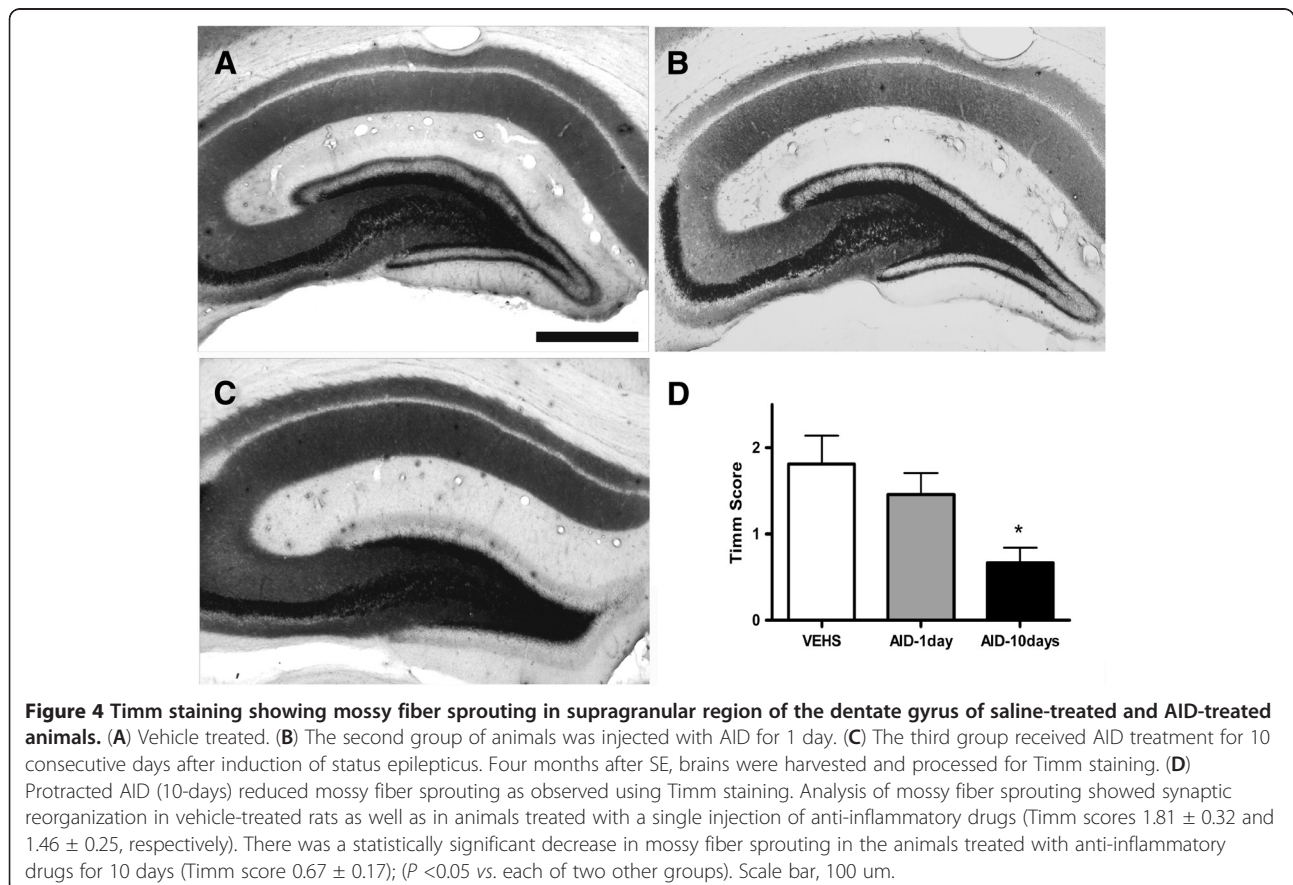 A
B
C
D
2
1
0
Timm Score
*
VEHS
AID-1day
AID-10days
Figure 4 Timm staining showing mossy fiber sprouting in supragranular region of the dentate gyrus of saline-treated and AID-treated
animals. (A) Vehicle treated. (B) The second group of animals was injected with AID for 1 day. (C) The third group received AID treatment for 10
consecutive days after induction of status epilepticus. Four months after SE, brains were harvested and processed for Timm staining. (D)
Protracted AID (10-days) reduced mossy fiber sprouting as observed using Timm staining. Analysis of mossy fiber sprouting showed synaptic
reorganization in vehicle-treated rats as well as in animals treated with a single injection of anti-inflammatory drugs (Timm scores 1.81 ± 0.32 and
1.46 ± 0.25, respectively). There was a statistically significant decrease in mossy fiber sprouting in the animals treated with anti-inflammatory
drugs for 10 days (Timm score 0.67 ± 0.17); (P <0.05 vs. each of two other groups). Scale bar, 100 um.